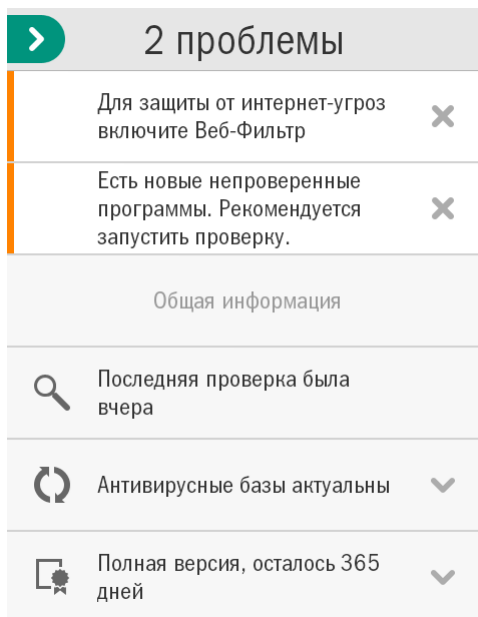 2 проблемы
Для защиты от интернет-угроз
включите Веб-Фильтр
Есть новые непроверенные
программы. Рекомендуется
запустить проверку.
Общая информация
Последняя проверка была
вчера
Антивирусные базы актуальны
Полная версия, осталось 365
дней